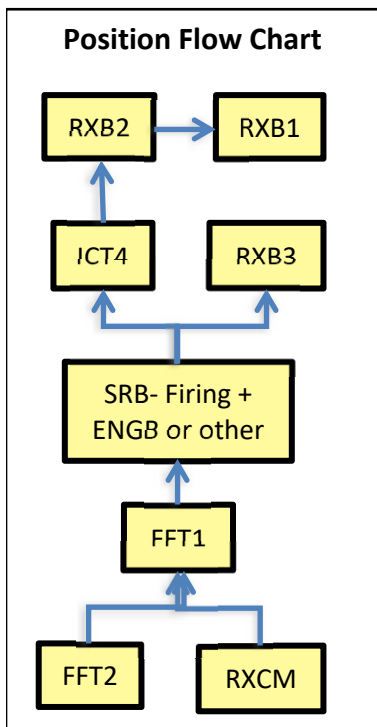 Position Flow Chart
RXB2
RXB1
ICT4
RXB3
SRB- Firing +
ENGB or other
FFT1
FFT2
RXCM